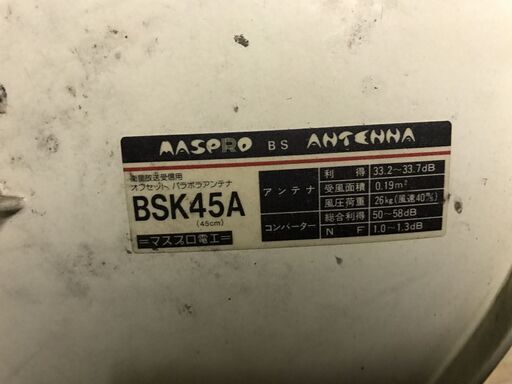 MASPRO BS ANTENNA
衛星放送受信用
オフセット、パラボラアンテナ
BSK45A
(45cm)
=マスプロ電工=
アンテナ
利得 33.2～33.7dB
受風面積 0.19m²
風圧荷重 26kg(風速40m/s)
コンバーター
総合利得 50～58dB
NF 1.0～1.3dB